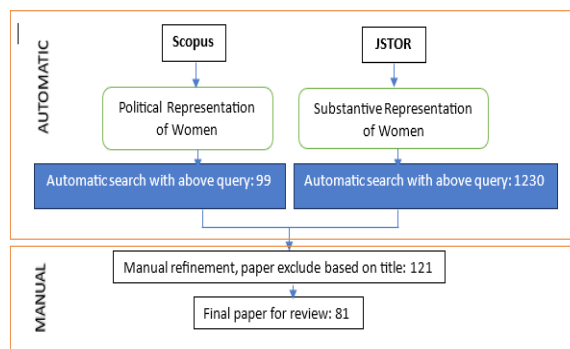 AUTOMATIC
Scopus
JSTOR
Political Representation
of Women
Substantive Representation
of Women
Automatic search with above query: 99
Automatic search with above query: 1230
MANUAL
Manual refinement, paper exclude based on title: 121
Final paper for review: 81